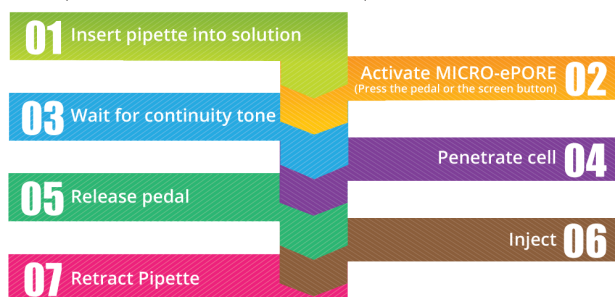 01 Insert pipette into solution
Activate MICRO-ePORE 02
(Press the pedal or the screen button)
03 Wait for continuity tone
Penetrate cell 04
05 Release pedal
Inject 06
07 Retract Pipette